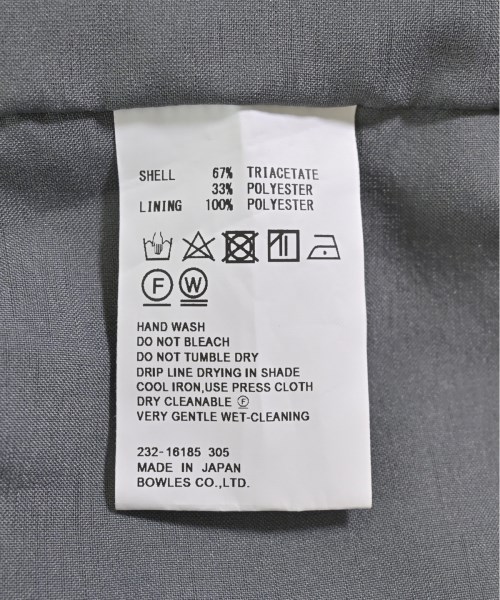 SHELL 67% TRIACETATE
33% POLYESTER
LINING 100% POLYESTER
F W
HAND WASH
DO NOT BLEACH
DO NOT TUMBLE DRY
DRIP LINE DRYING IN SHADE
COOL IRON,USE PRESS CLOTH
DRY CLEANABLE Ⓕ
VERY GENTLE WET-CLEANING
232-16185 305
MADE IN JAPAN
BOWLES CO.,LTD.